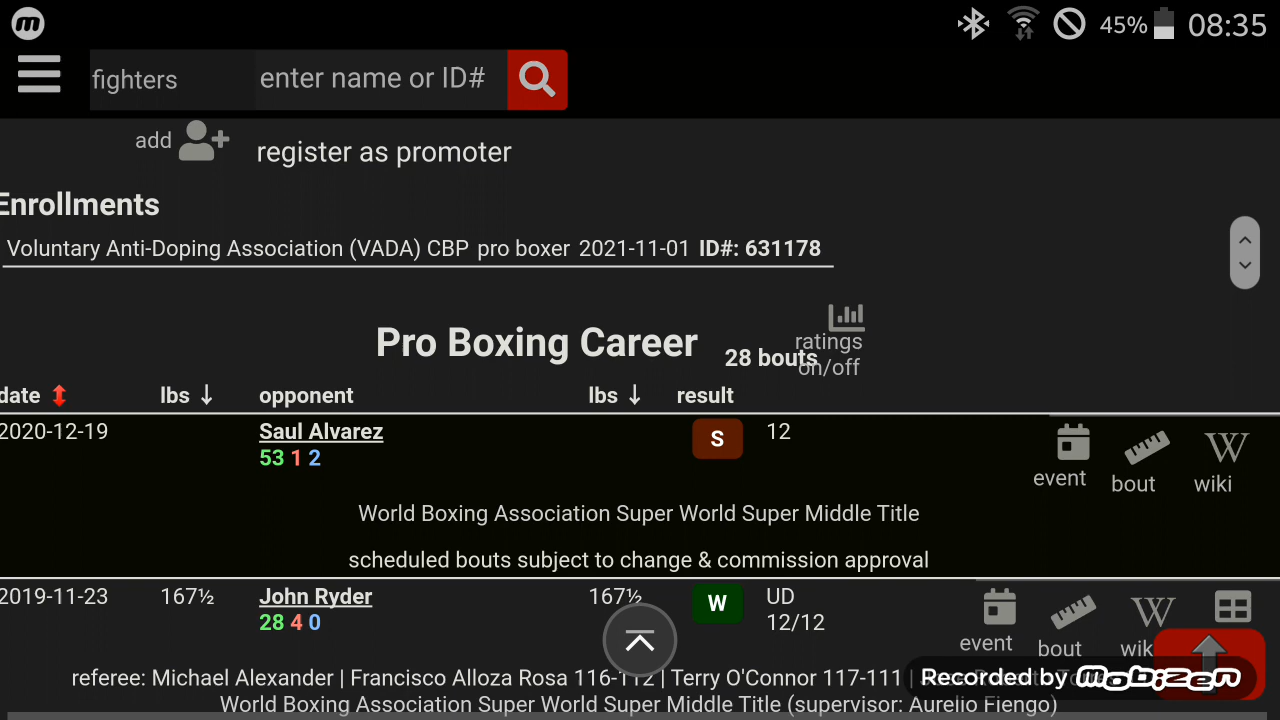 m
45% 08:35
fighters enter name or ID#
add register as promoter
Enrollments
Voluntary Anti-Doping Association (VADA) CBP pro boxer 2021-11-01 ID#: 631178
Pro Boxing Career 28 bouts ratings on/off
date lbs ↓ opponent lbs ↓ result
2020-12-19 Saul Alvarez S 12
53 1 2
event bout W wiki
World Boxing Association Super World Super Middle Title
scheduled bouts subject to change & commission approval
2019-11-23 167½ John Ryder 167½ W UD
28 4 0 12/12
event bout W wik
referee: Michael Alexander | Francisco Alloza Rosa 116-112 | Terry O'Connor 117-111 |
Recorded by mobizen
World Boxing Association Super World Super Middle Title (supervisor: Aurelio Fiengo)